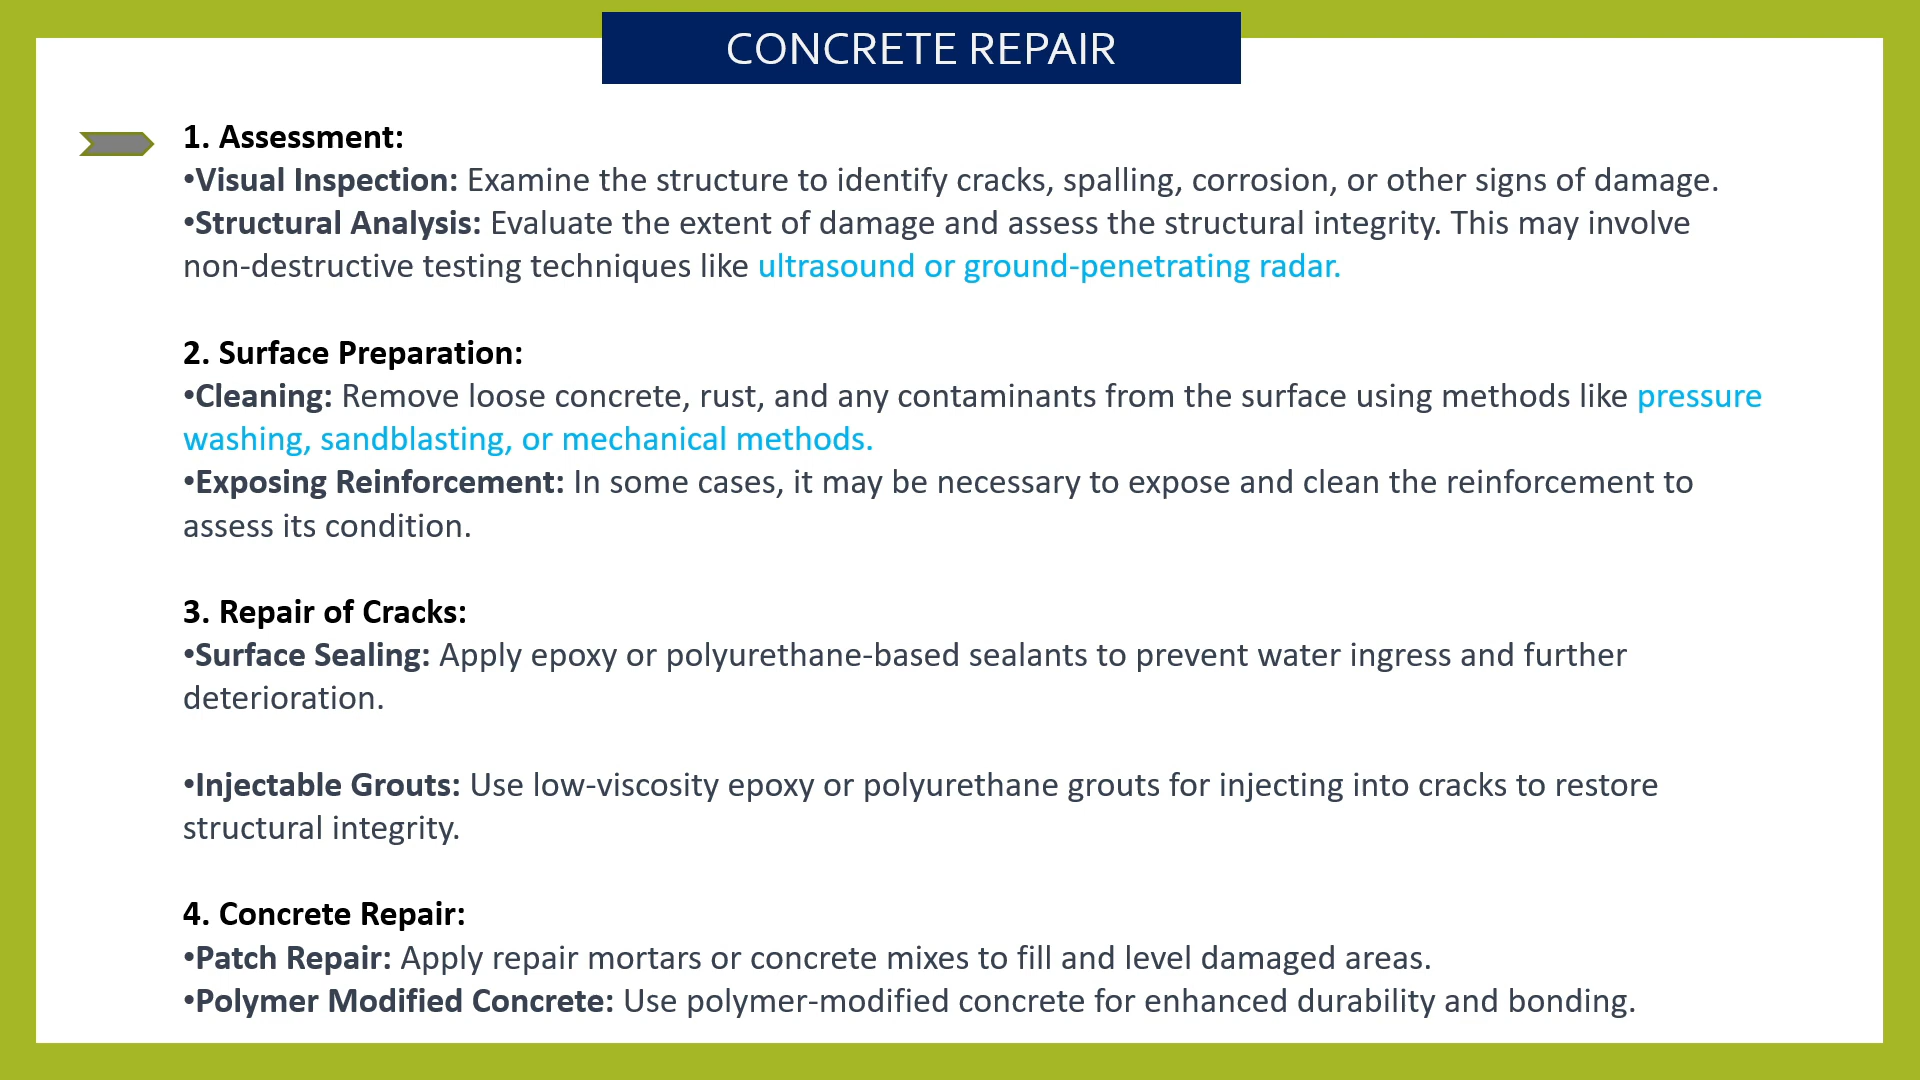 CONCRETE REPAIR
1. Assessment:
•Visual Inspection: Examine the structure to identify cracks, spalling, corrosion, or other signs of damage.
•Structural Analysis: Evaluate the extent of damage and assess the structural integrity. This may involve
non-destructive testing techniques like ultrasound or ground-penetrating radar.
2. Surface Preparation:
•Cleaning: Remove loose concrete, rust, and any contaminants from the surface using methods like pressure
washing, sandblasting, or mechanical methods.
•Exposing Reinforcement: In some cases, it may be necessary to expose and clean the reinforcement to
assess its condition.
3. Repair of Cracks:
•Surface Sealing: Apply epoxy or polyurethane-based sealants to prevent water ingress and further
deterioration.
•Injectable Grouts: Use low-viscosity epoxy or polyurethane grouts for injecting into cracks to restore
structural integrity.
4. Concrete Repair:
•Patch Repair: Apply repair mortars or concrete mixes to fill and level damaged areas.
•Polymer Modified Concrete: Use polymer-modified concrete for enhanced durability and bonding.